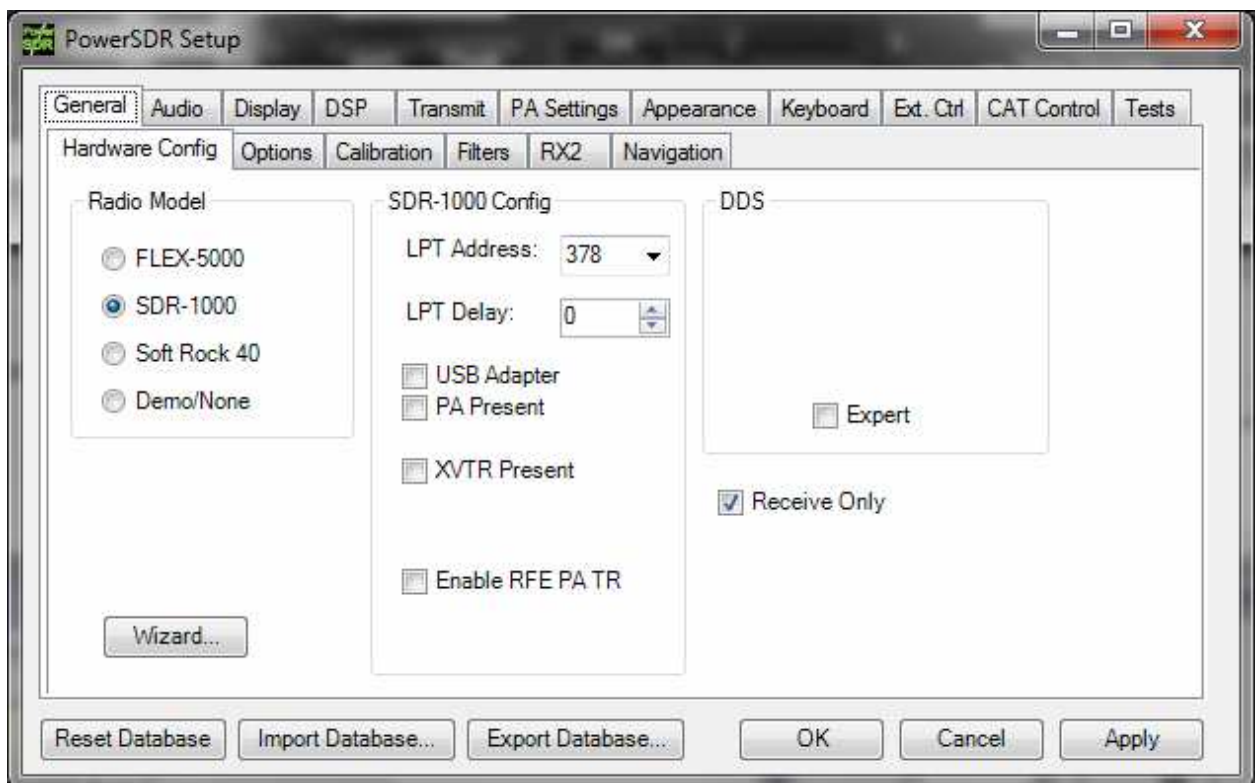 PowerSDR Setup
General Audio Display DSP Transmit PA Settings Appearance Keyboard Ext. Ctrl CAT Control Tests
Hardware Config Options Calibration Filters RX2 Navigation
Radio Model
FLEX-5000
SDR-1000
Soft Rock 40
Demo/None
Wizard...
SDR-1000 Config
LPT Address: 378
LPT Delay: 0
USB Adapter
PA Present
XVTR Present
Enable RFE PA TR
DDS
Expert
Receive Only
Reset Database Import Database... Export Database... OK Cancel Apply